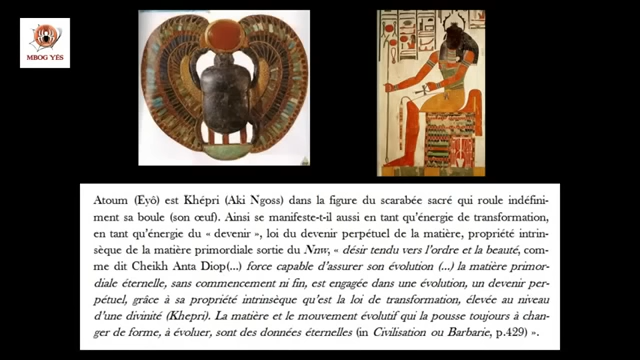 MBOG YÉS
Atoum (Eyô) est Khépri (Aki Ngoss) dans la figure du scarabée sacré qui roule indéfini-
ment sa boule (son œuf). Ainsi se manifeste-t-il aussi en tant qu'énergie de transformation,
en tant qu'énergie du « devenir », loi du devenir perpétuel de la matière, propriété intrin-
sèque de la matière primordiale sortie du Nnw, « désir tendu vers l'ordre et la beauté, com-
me dit Cheikh Anta Diop(...) force capable d'assurer son évolution (...) la matière primor-
diale éternelle, sans commencement ni fin, est engagée dans une évolution, un devenir per-
pétuel, grâce à sa propriété intrinsèque qu'est la loi de transformation, élevée au niveau
d'une divinité (Khepri). La matière et le mouvement évolutif qui la pousse toujours à chan-
ger de forme, à évoluer, sont des données éternelles (in Civilisation ou Barbarie, p.429) ».